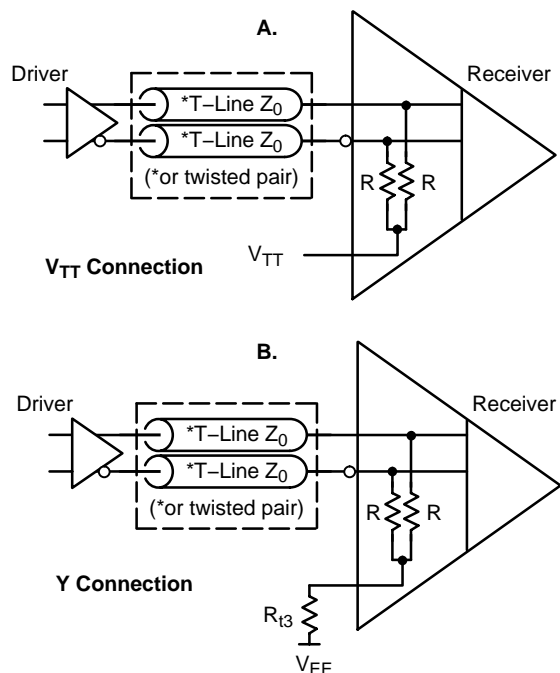 A.
Driver
Receiver
*T–Line Z0
*T–Line Z0
(*or twisted pair)
R
R
VTT
VTT Connection
B.
Driver
Receiver
*T–Line Z0
*T–Line Z0
(*or twisted pair)
R
R
Y Connection
Rt3
VEE